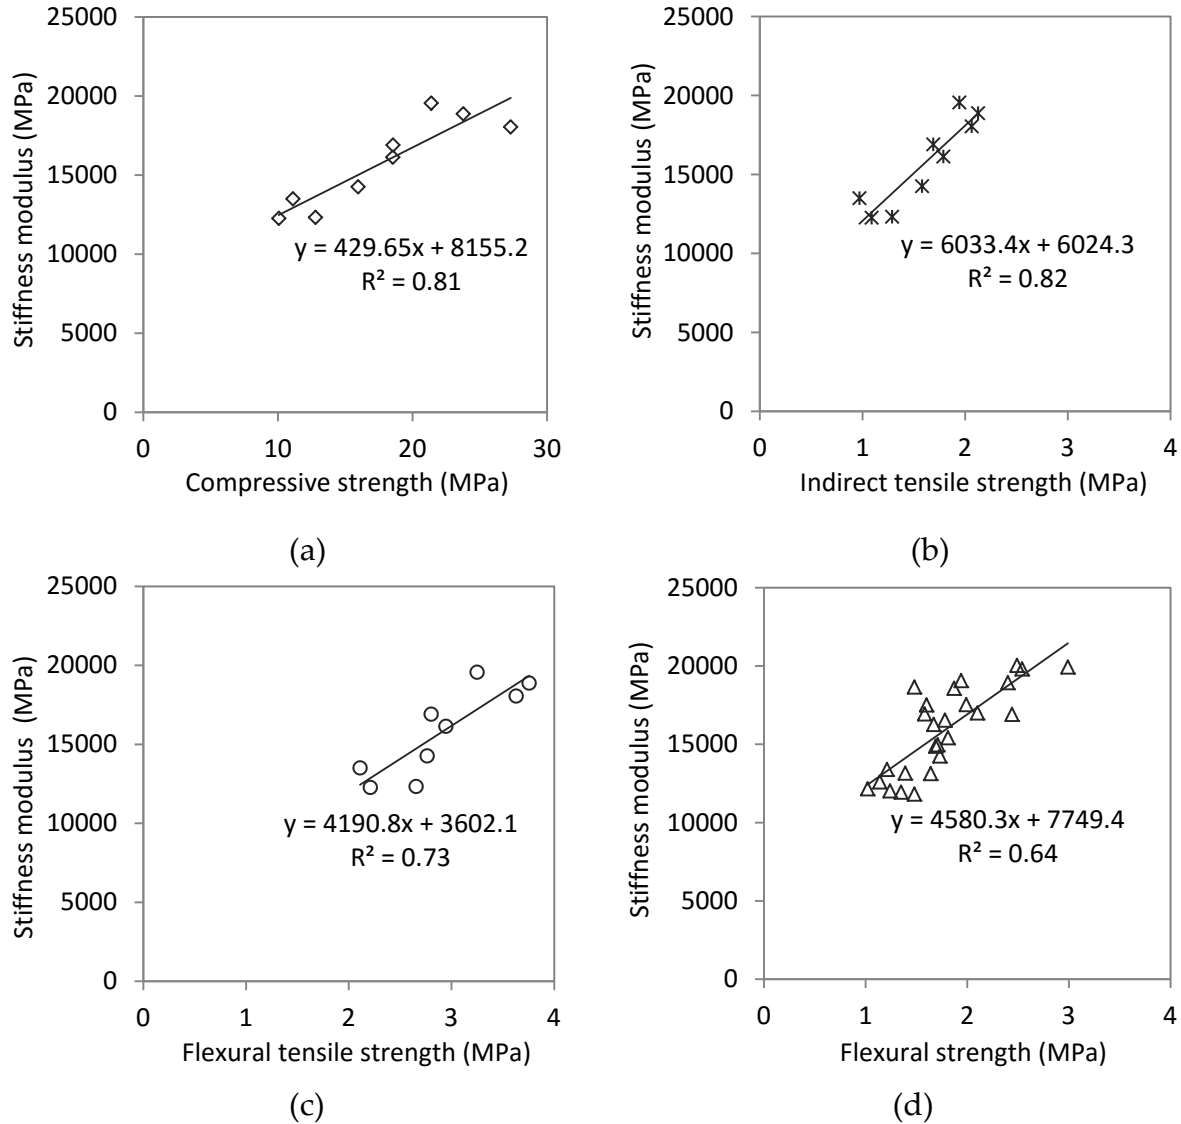 25000
20000
15000
10000
5000
0
Stiffness modulus (MPa)
y = 429.65x + 8155.2
R² = 0.81
0 10 20 30
Compressive strength (MPa)
(a)
25000
20000
15000
10000
5000
0
Stiffness modulus (MPa)
y = 6033.4x + 6024.3
R² = 0.82
0 1 2 3 4
Indirect tensile strength (MPa)
(b)
25000
20000
15000
10000
5000
0
Stiffness modulus (MPa)
y = 4190.8x + 3602.1
R² = 0.73
0 2 3 4
Flexural tensile strength (MPa)
(c)
25000
20000
15000
10000
5000
0
Stiffness modulus (MPa)
y = 4580.3x + 7749.4
R² = 0.64
0 1 2 3 4
Flexural strength (MPa)
(d)